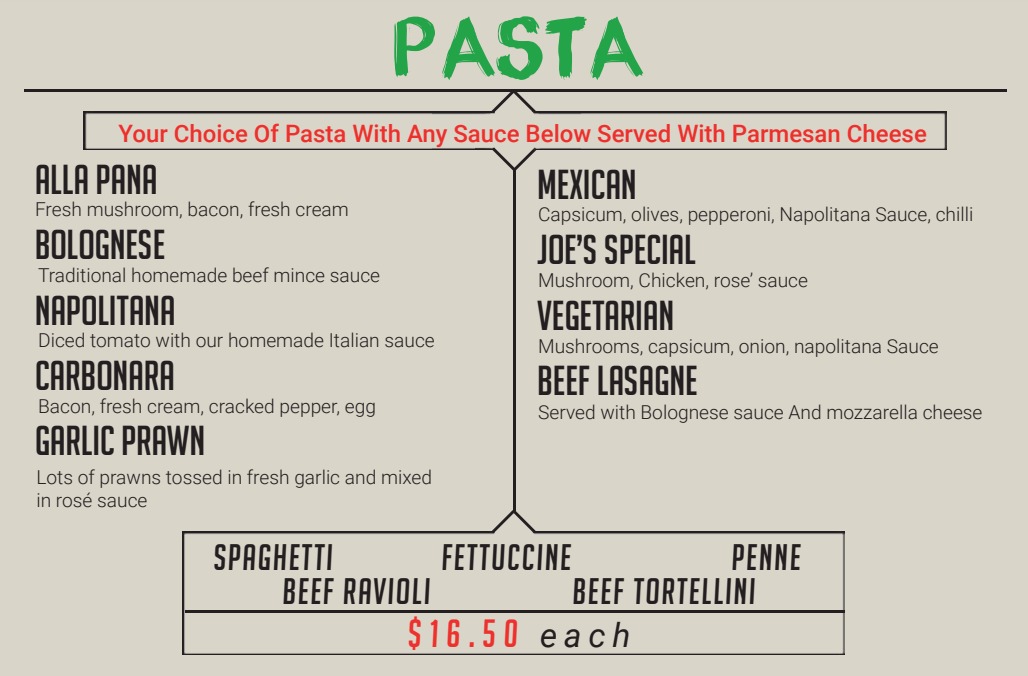 PASTA
Your Choice Of Pasta With Any Sauce Below Served With Parmesan Cheese
ALLA PANA
Fresh mushroom, bacon, fresh cream
BOLOGNESE
Traditional homemade beef mince sauce
NAPOLITANA
Diced tomato with our homemade Italian sauce
CARBONARA
Bacon, fresh cream, cracked pepper, egg
GARLIC PRAWN
Lots of prawns tossed in fresh garlic and mixed
in rosé sauce
MEXICAN
Capsicum, olives, pepperoni, Napolitana Sauce, chilli
JOE'S SPECIAL
Mushroom, Chicken, rose' sauce
VEGETARIAN
Mushrooms, capsicum, onion, napolitana Sauce
BEEF LASAGNE
Served with Bolognese sauce And mozzarella cheese
SPAGHETTI FETTUCCINE PENNE
BEEF RAVIOLI BEEF TORTELLINI
$16.50 each